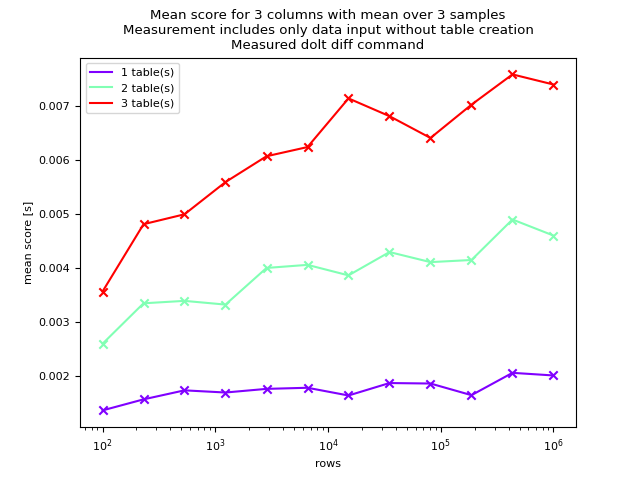 Mean score for 3 columns with mean over 3 samples
Measurement includes only data input without table creation
Measured dolt diff command
1 table(s)
2 table(s)
3 table(s)
0.007
0.006
0.005
0.004
0.003
0.002
mean score [s]
10² 10³ 10⁴ 10⁵ 10⁶
rows